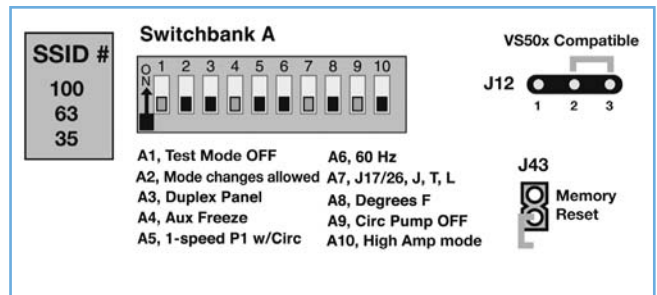 SSID #
100
63
35
Switchbank A
ON
1 2 3 4 5 6 7 8 9 10
A1, Test Mode OFF
A2, Mode changes allowed
A3, Duplex Panel
A4, Aux Freeze
A5, 1-speed P1 w/Circ
A6, 60 Hz
A7, J17/26, J, T, L
A8, Degrees F
A9, Circ Pump OFF
A10, High Amp mode
VS50x Compatible
J12
1 2 3
J43
Memory
Reset